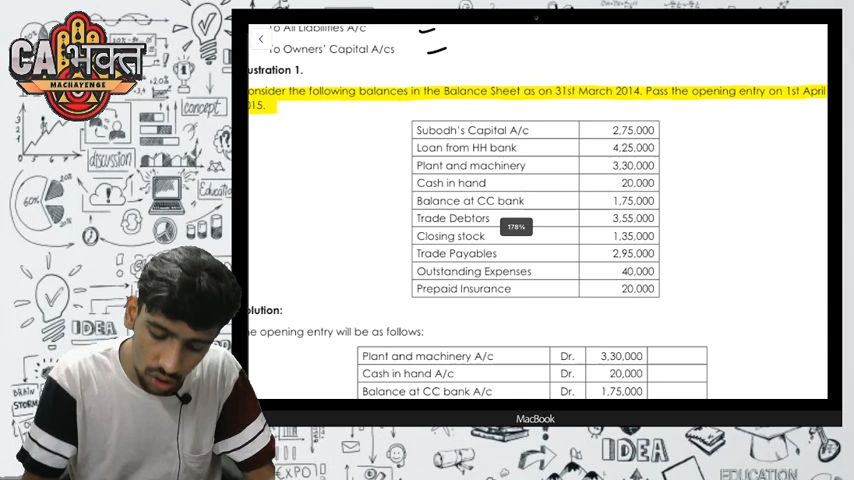 CA भक्त
MACHAYENGE
To All Liabilities A/c
To Owners' Capital A/cs
ustration 1.
onsider the following balances in the Balance Sheet as on 31st March 2014. Pass the opening entry on 1st April
015.
Subodh's Capital A/c 2,75,000
Loan from HH bank 4,25,000
Plant and machinery 3,30,000
Cash in hand 20,000
Balance at CC bank 1,75,000
Trade Debtors 3,55,000
178%
Closing stock 1,35,000
Trade Payables 2,95,000
Outstanding Expenses 40,000
Prepaid Insurance 20,000
olution:
he opening entry will be as follows:
Plant and machinery A/c Dr. 3,30,000
Cash in hand A/c Dr. 20,000
Balance at CC bank A/c Dr. 1,75,000
MacBook
concept
discussion
20%
60%
Education
IDEA
BRAIN
STORM
EXPO
IDEA
EDUCATION